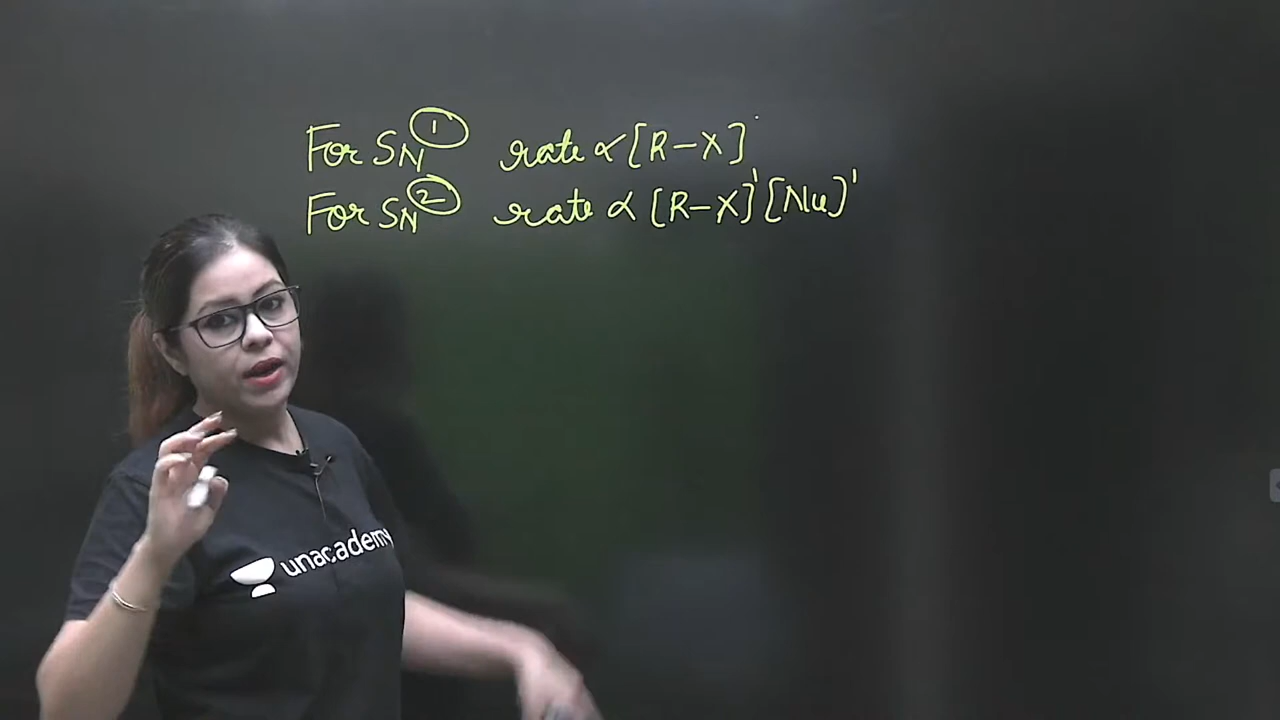 For SN1 rate ∝ [R-X]
For SN2 rate ∝ [R-X]¹ [Nu]¹
unacademy